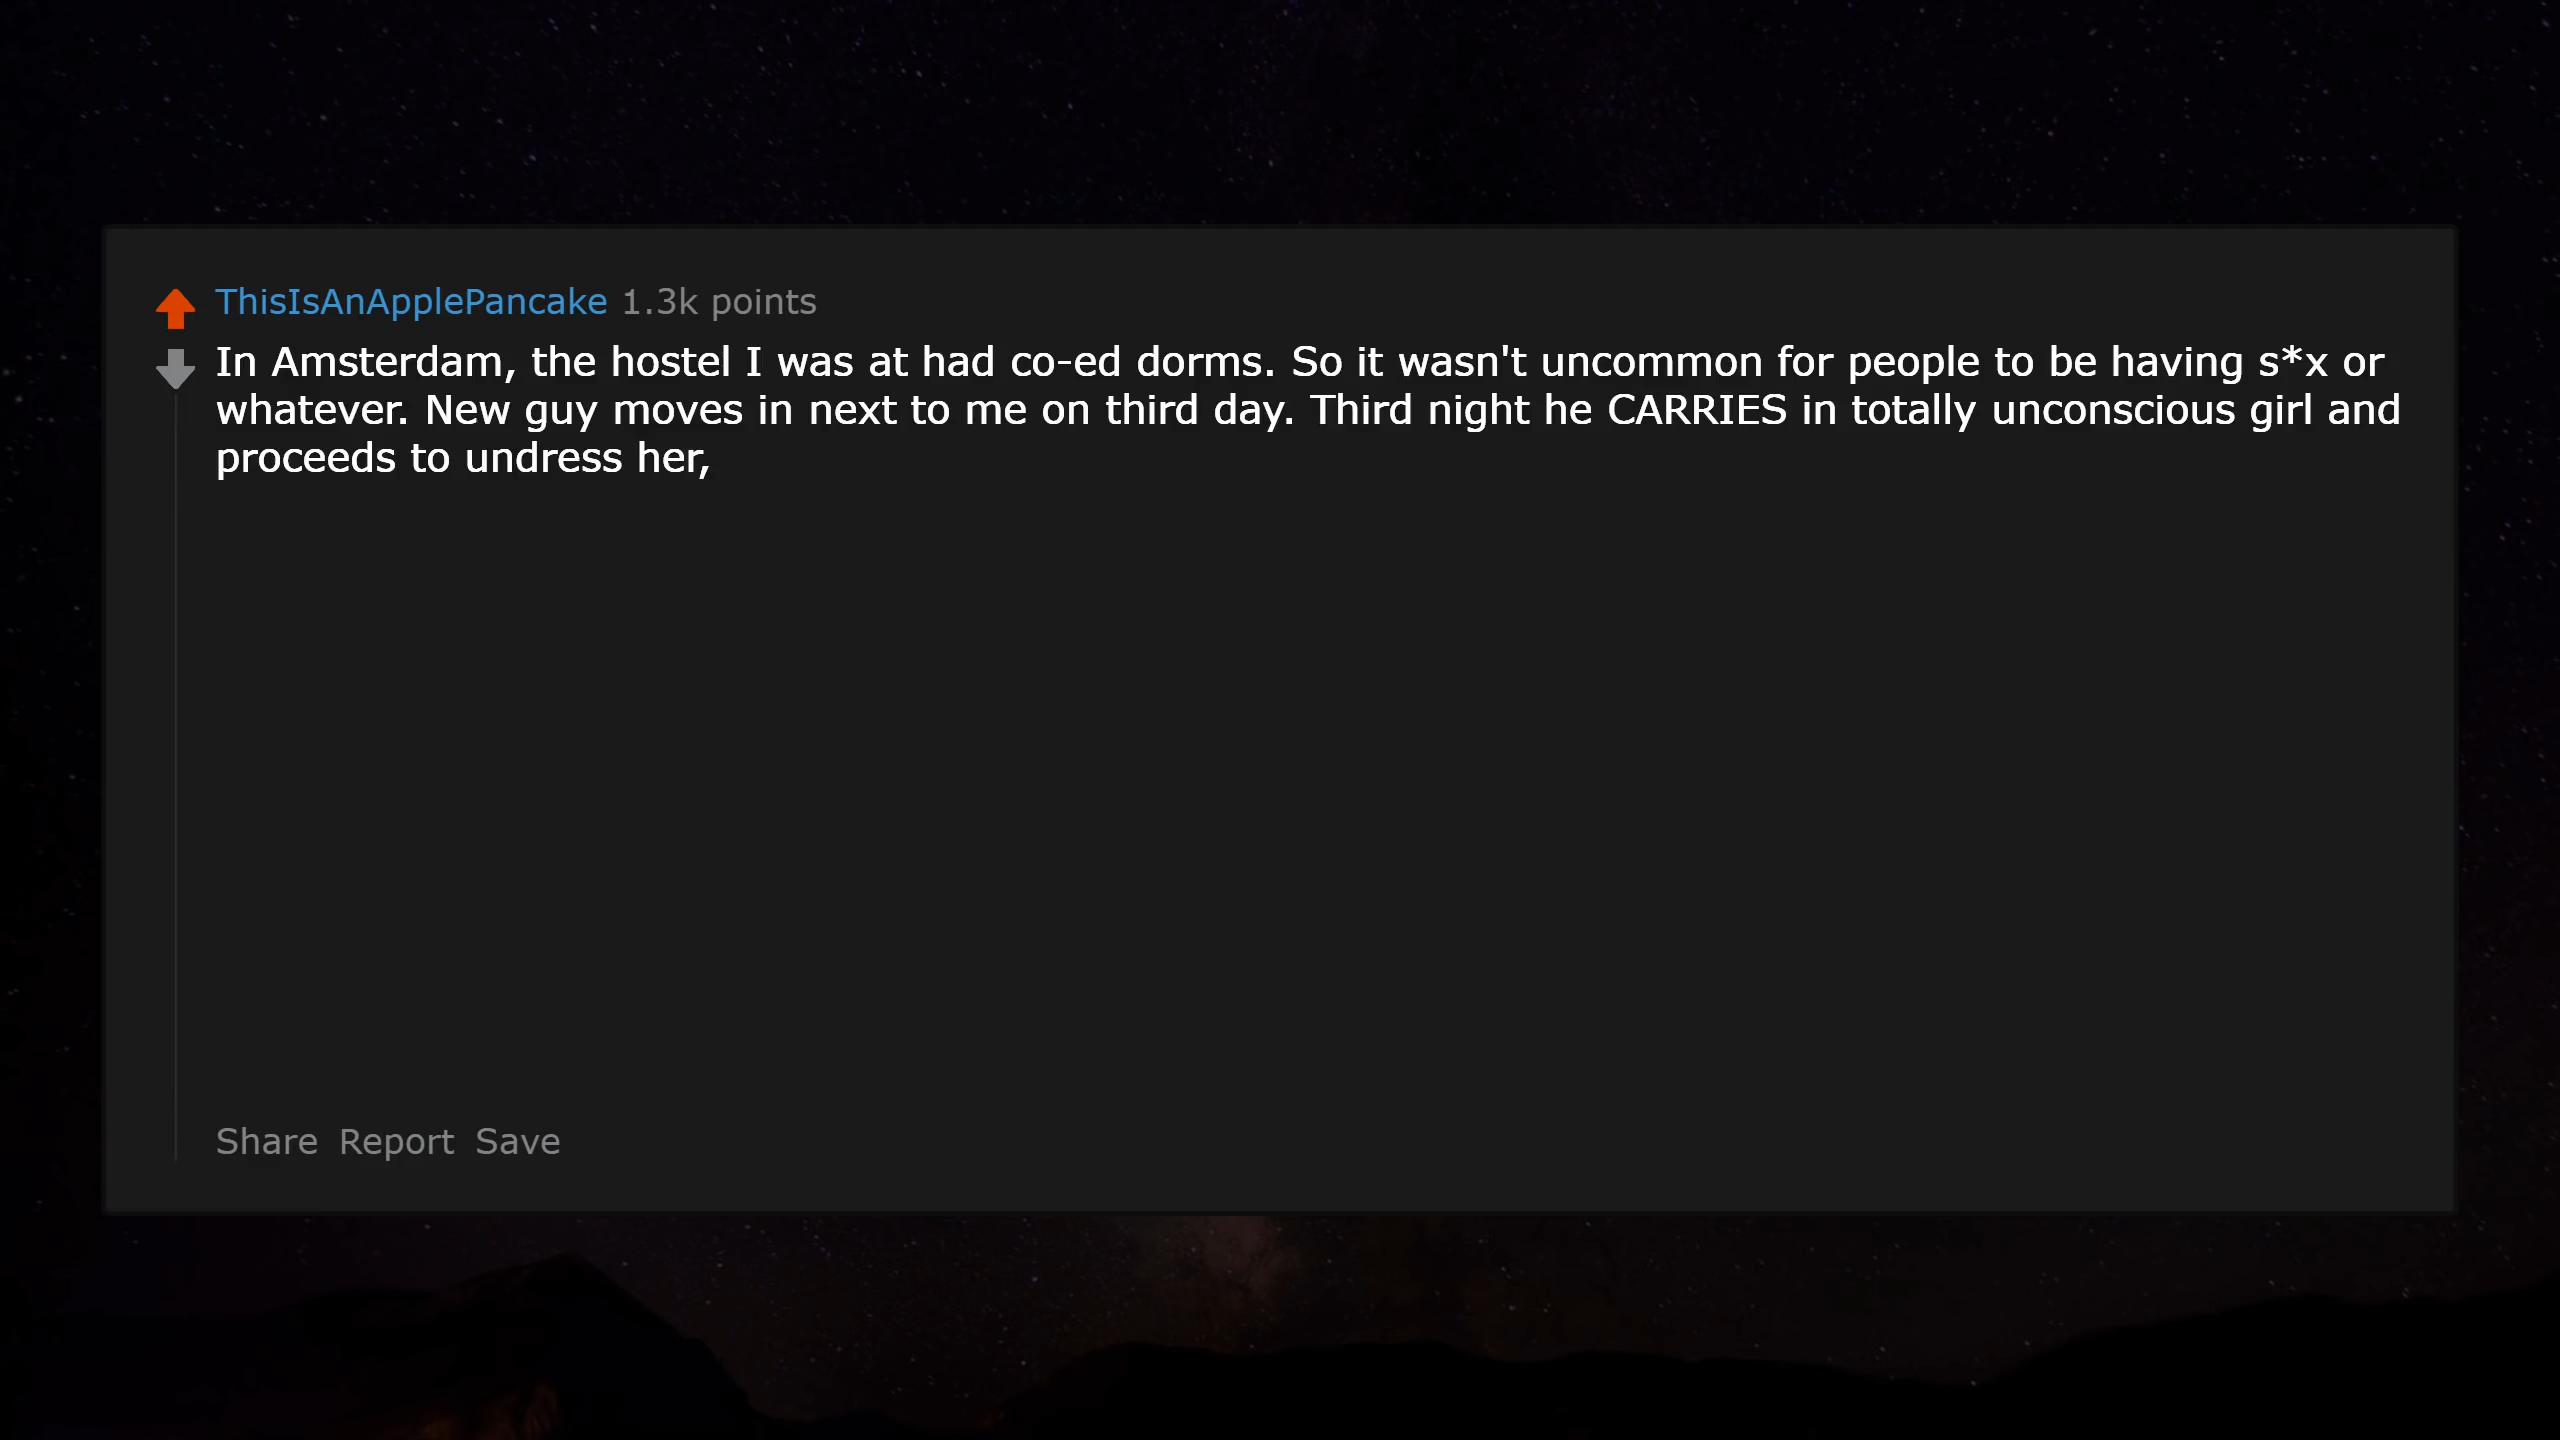 ThisIsAnApplePancake 1.3k points
In Amsterdam, the hostel I was at had co-ed dorms. So it wasn't uncommon for people to be having s*x or
whatever. New guy moves in next to me on third day. Third night he CARRIES in totally unconscious girl and
proceeds to undress her,
Share Report Save